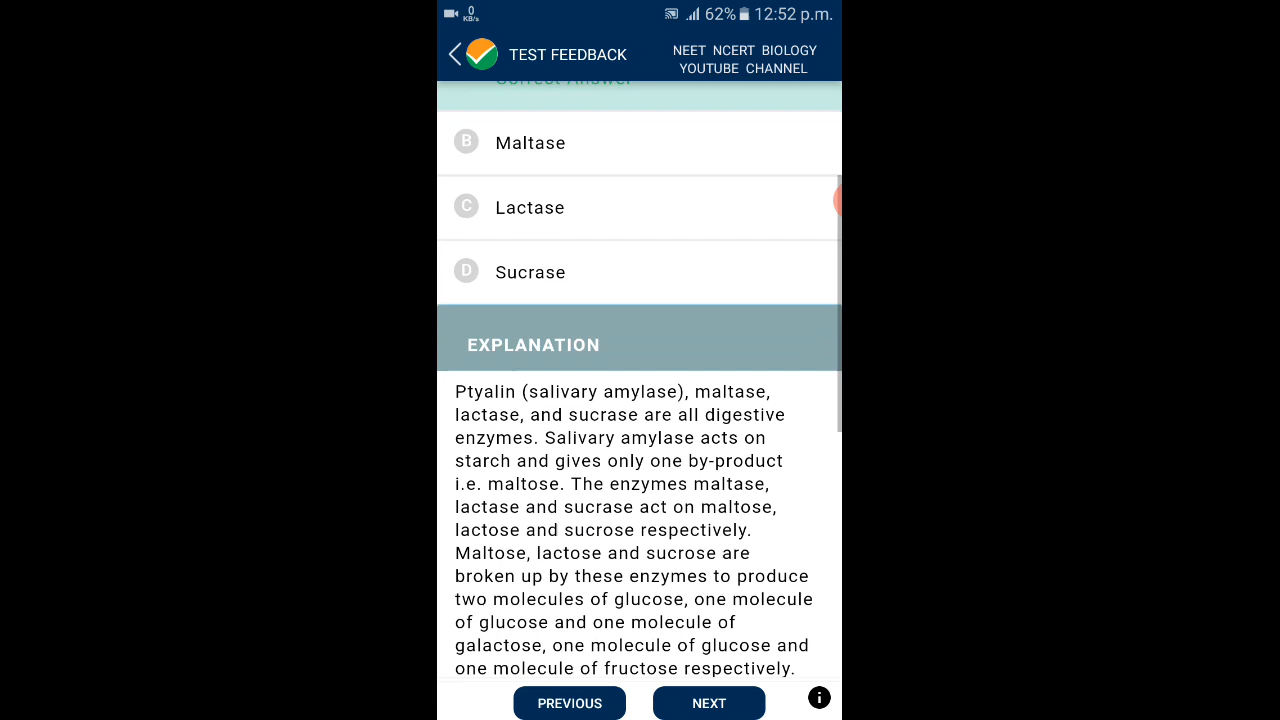 0
KB/s
62%
12:52 p.m.
TEST FEEDBACK
NEET NCERT BIOLOGY
YOUTUBE CHANNEL
Correct Answer
B Maltase
C Lactase
D Sucrase
EXPLANATION
Ptyalin (salivary amylase), maltase,
lactase, and sucrase are all digestive
enzymes. Salivary amylase acts on
starch and gives only one by-product
i.e. maltose. The enzymes maltase,
lactase and sucrase act on maltose,
lactose and sucrose respectively.
Maltose, lactose and sucrose are
broken up by these enzymes to produce
two molecules of glucose, one molecule
of glucose and one molecule of
galactose, one molecule of glucose and
one molecule of fructose respectively.
PREVIOUS
NEXT
i